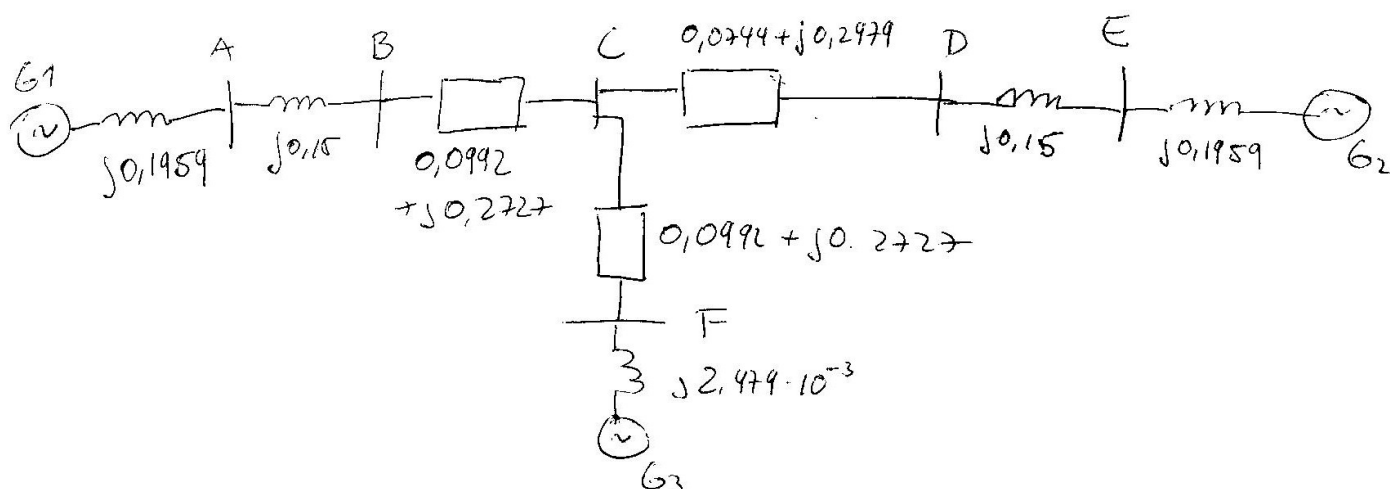 G1
A
B
C
0,0744+j0,2979
D
E
j0,1959
j0,15
0,0992
+j0,2727
j0,15
j0,1959
G2
0,0992 + j0.2727
F
j2,979·10⁻³
G3